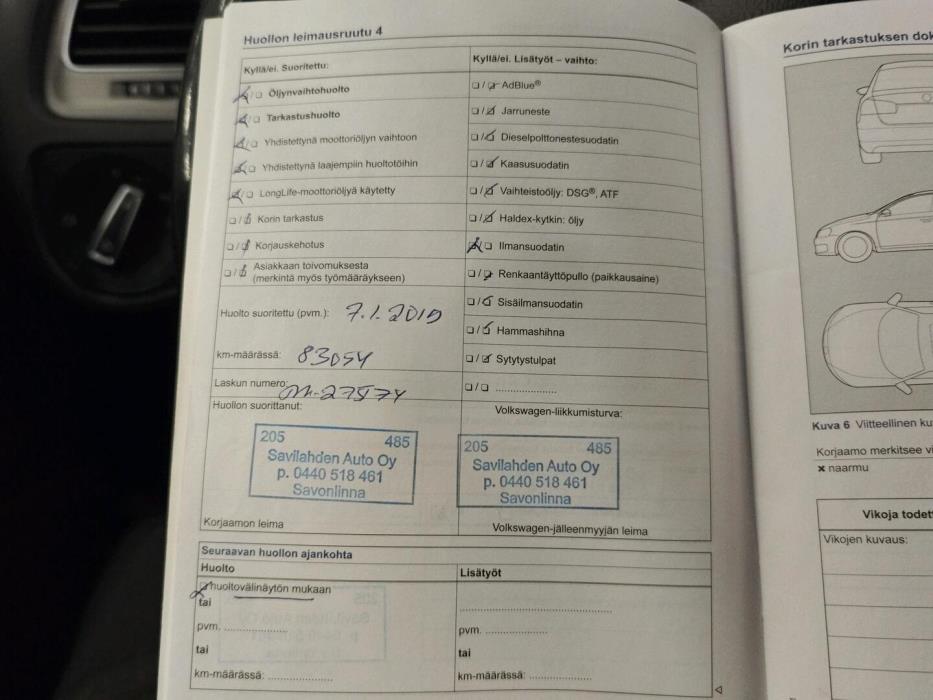 Huollon leimausruutu 4
Kyllä/ei. Suoritettu:
Öljynvaihtohuolto
Tarkastushuolto
Yhdistettynä moottoriöljyn vaihtoon
Yhdistettynä laajempiin huoltotöihin
LongLife-moottoriöljyä käytetty
Korin tarkastus
Korjauskehotus
Asiakkaan toivomuksesta
(merkintä myös työmääräykseen)
Huolto suoritettu (pvm.): 7.1.2019
km-määrässä: 83054
Laskun numero: m-27574
Huollon suorittanut:
205 485
Savilahden Auto Oy
p. 0440 518 461
Savonlinna
Korjaamon leima
Kyllä/ei. Lisätyöt – vaihto:
AdBlue®
Jarruneste
Dieselpolttonestesuodatin
Kaasusuodatin
Vaihteistoöljy: DSG®, ATF
Haldex-kytkin: öljy
Ilmansuodatin
Renkaantäyttöpullo (paikkausaine)
Sisäilmansuodatin
Hammashihna
Sytytystulpat
Volkswagen-liikkumisturva:
205 485
Savilahden Auto Oy
p. 0440 518 461
Savonlinna
Volkswagen-jälleenmyyjän leima
Seuraavan huollon ajankohta
Huolto
huoltovälinäytön mukaan
tai
pvm.
tai
km-määrässä:
Lisätyöt
pvm.
tai
km-määrässä:
Korin tarkastuksen
Kuva 6 Viitteellinen
Korjaamo merkitsee
x naarmu
Vikoja
Vikojen kuvaus: